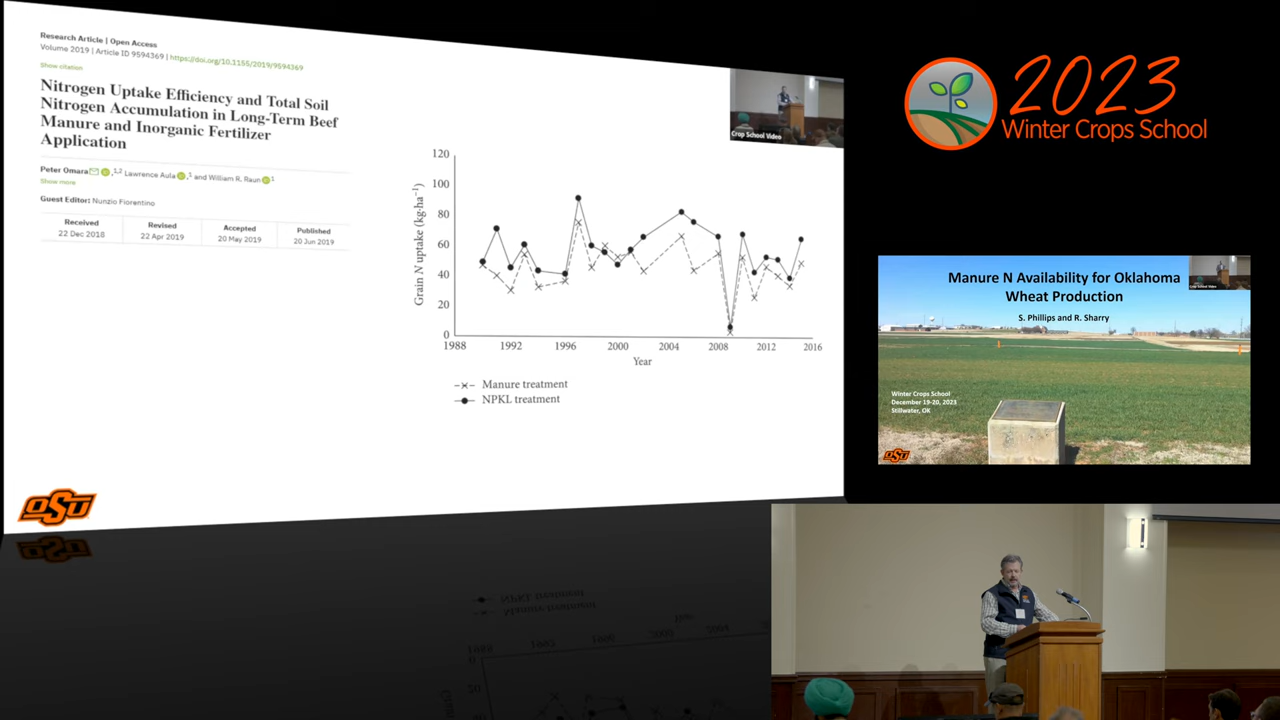 Research Article | Open Access
Volume 2019 | Article ID 9594369 | https://doi.org/10.1155/2019/9594369
Show citation
Nitrogen Uptake Efficiency and Total Soil
Nitrogen Accumulation in Long-Term Beef
Manure and Inorganic Fertilizer
Application
Peter Omara ,1,2 Lawrence Aula ,1 and William R. Raun 1
Show more
Guest Editor: Nunzio Fiorentino
Received Revised Accepted Published
22 Dec 2018 22 Apr 2019 20 May 2019 20 Jun 2019
Crop School Video
120
100
80
60
40
20
0
Grain N uptake (kg·ha⁻¹)
1988 1992 1996 2000 2004 2008 2012 2016
Year
Manure treatment
NPKL treatment
OSU
2023
Winter Crops School
Manure N Availability for Oklahoma
Wheat Production
S. Phillips and R. Sharry
Winter Crops School
December 19-20, 2023
Stillwater, OK
OSU